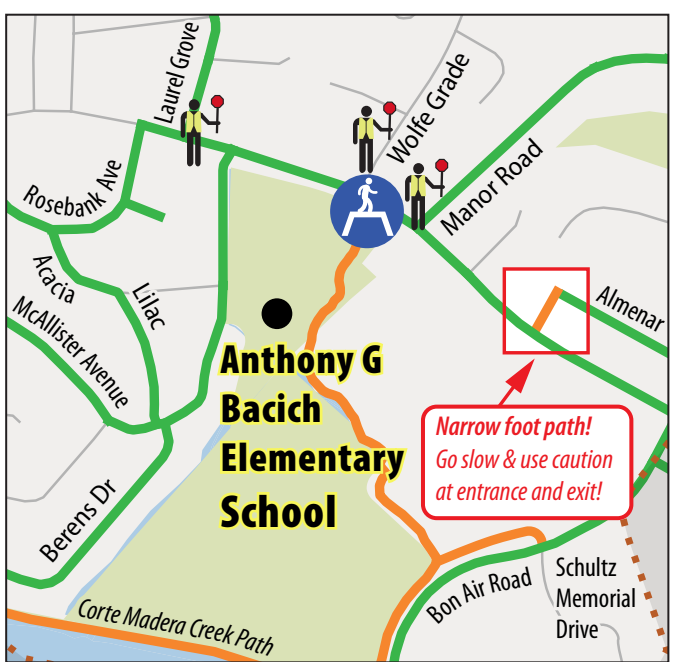 Laurel Grove
Wolfe Grade
Manor Road
Rosebank Ave
Acacia
Lilac
McAllister Avenue
Almenar
Anthony G
Bacich
Elementary
School
Narrow foot path!
Go slow & use caution
at entrance and exit!
Berens Dr
Bon Air Road
Schultz
Memorial
Drive
Corte Madera Creek Path